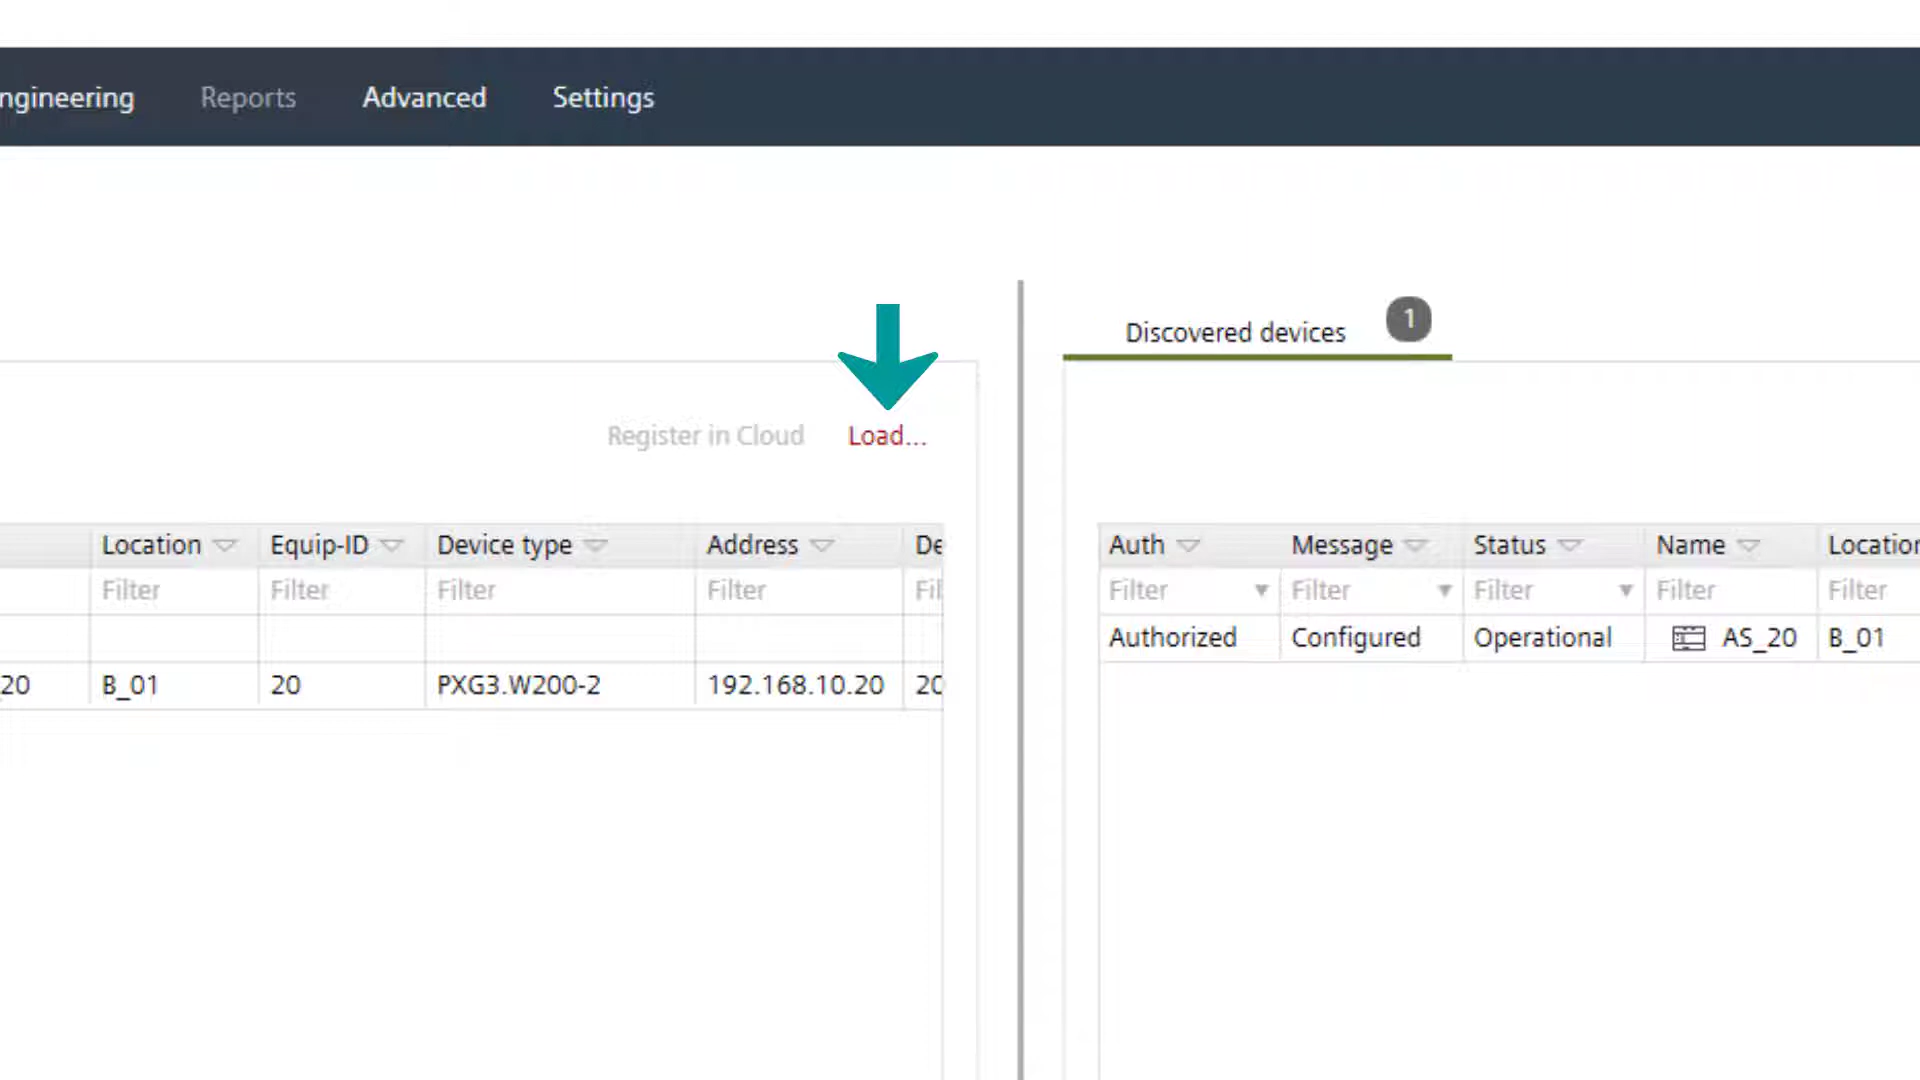 ngineering Reports Advanced Settings
Discovered devices 1
Register in Cloud Load...
Location Equip-ID Device type Address De
Filter Filter Filter Filter Fil
20 B_01 20 PXG3.W200-2 192.168.10.20 20
Auth Message Status Name Location
Filter Filter Filter Filter Filter
Authorized Configured Operational AS_20 B_01